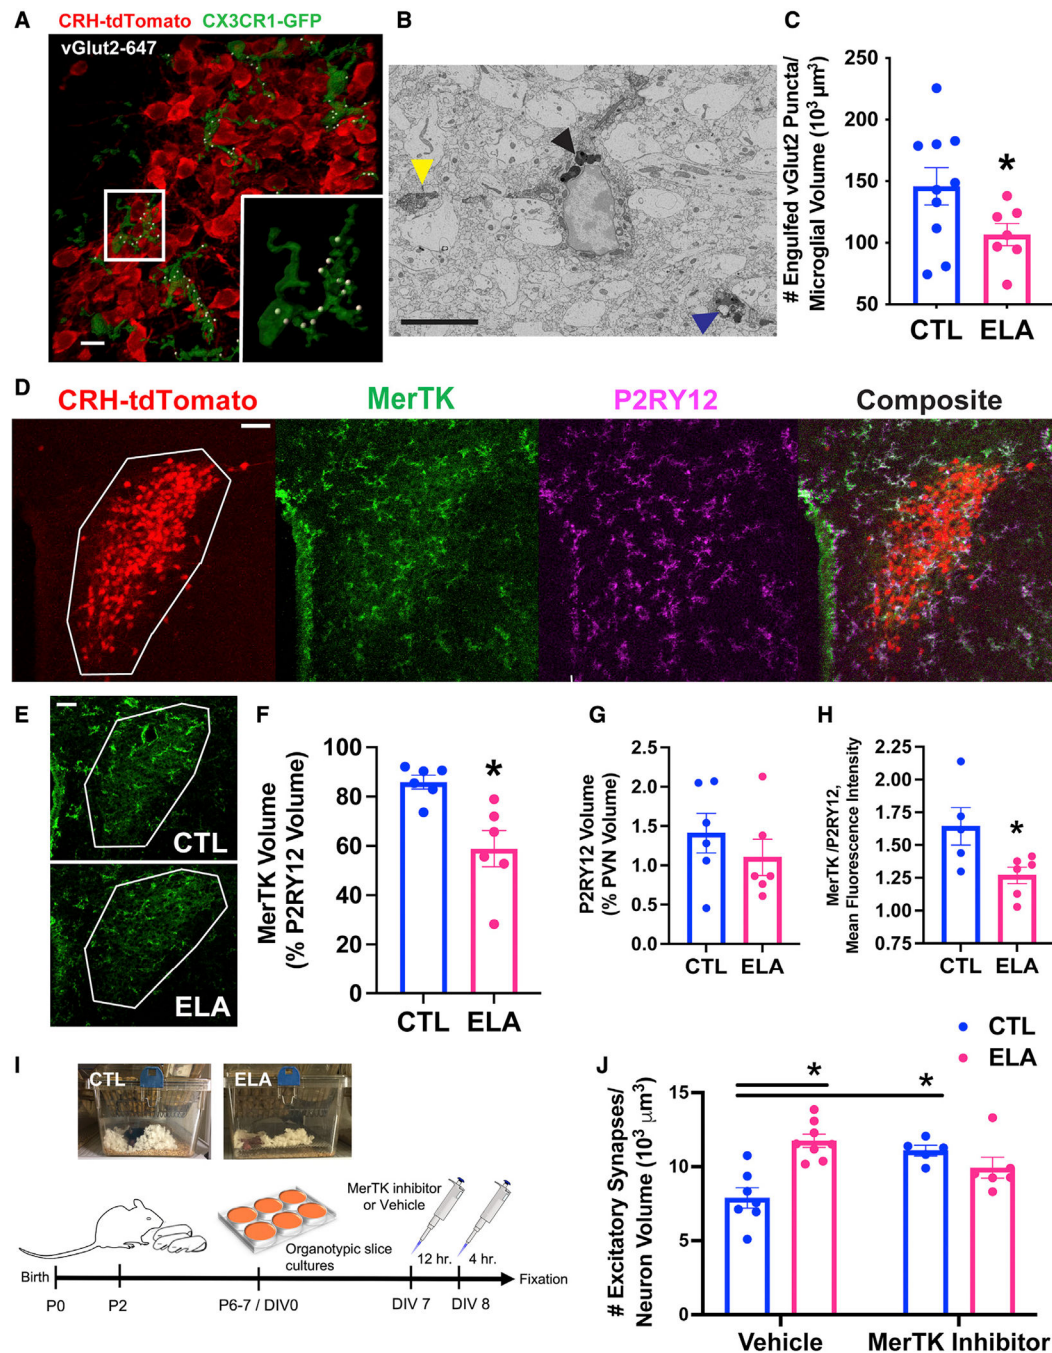 A
CRH-tdTomato CX3CR1-GFP
vGlut2-647
B
C
# Engulfed vGlut2 Puncta/
Microglial Volume (10³ µm³)
250
200
150
100
50
*
CTL ELA
D
CRH-tdTomato MerTK P2RY12 Composite
E
CTL
ELA
F
MerTK Volume
(% P2RY12 Volume)
100
80
60
40
20
0
*
CTL ELA
G
P2RY12 Volume
(% PVN Volume)
2.5
2.0
1.5
1.0
0.5
0.0
CTL ELA
H
MerTK /P2RY12,
Mean Fluorescence Intensity
2.25
2.00
1.75
1.50
1.25
1.00
0.75
*
CTL ELA
I
CTL
ELA
MerTK inhibitor
or Vehicle
Organotypic slice
cultures
12 hr. 4 hr.
Birth
Fixation
P0 P2 P6-7 / DIV0 DIV 7 DIV 8
J
CTL
ELA
# Excitatory Synapses/
Neuron Volume (10³ µm³)
15
10
5
0
* *
Vehicle MerTK Inhibitor